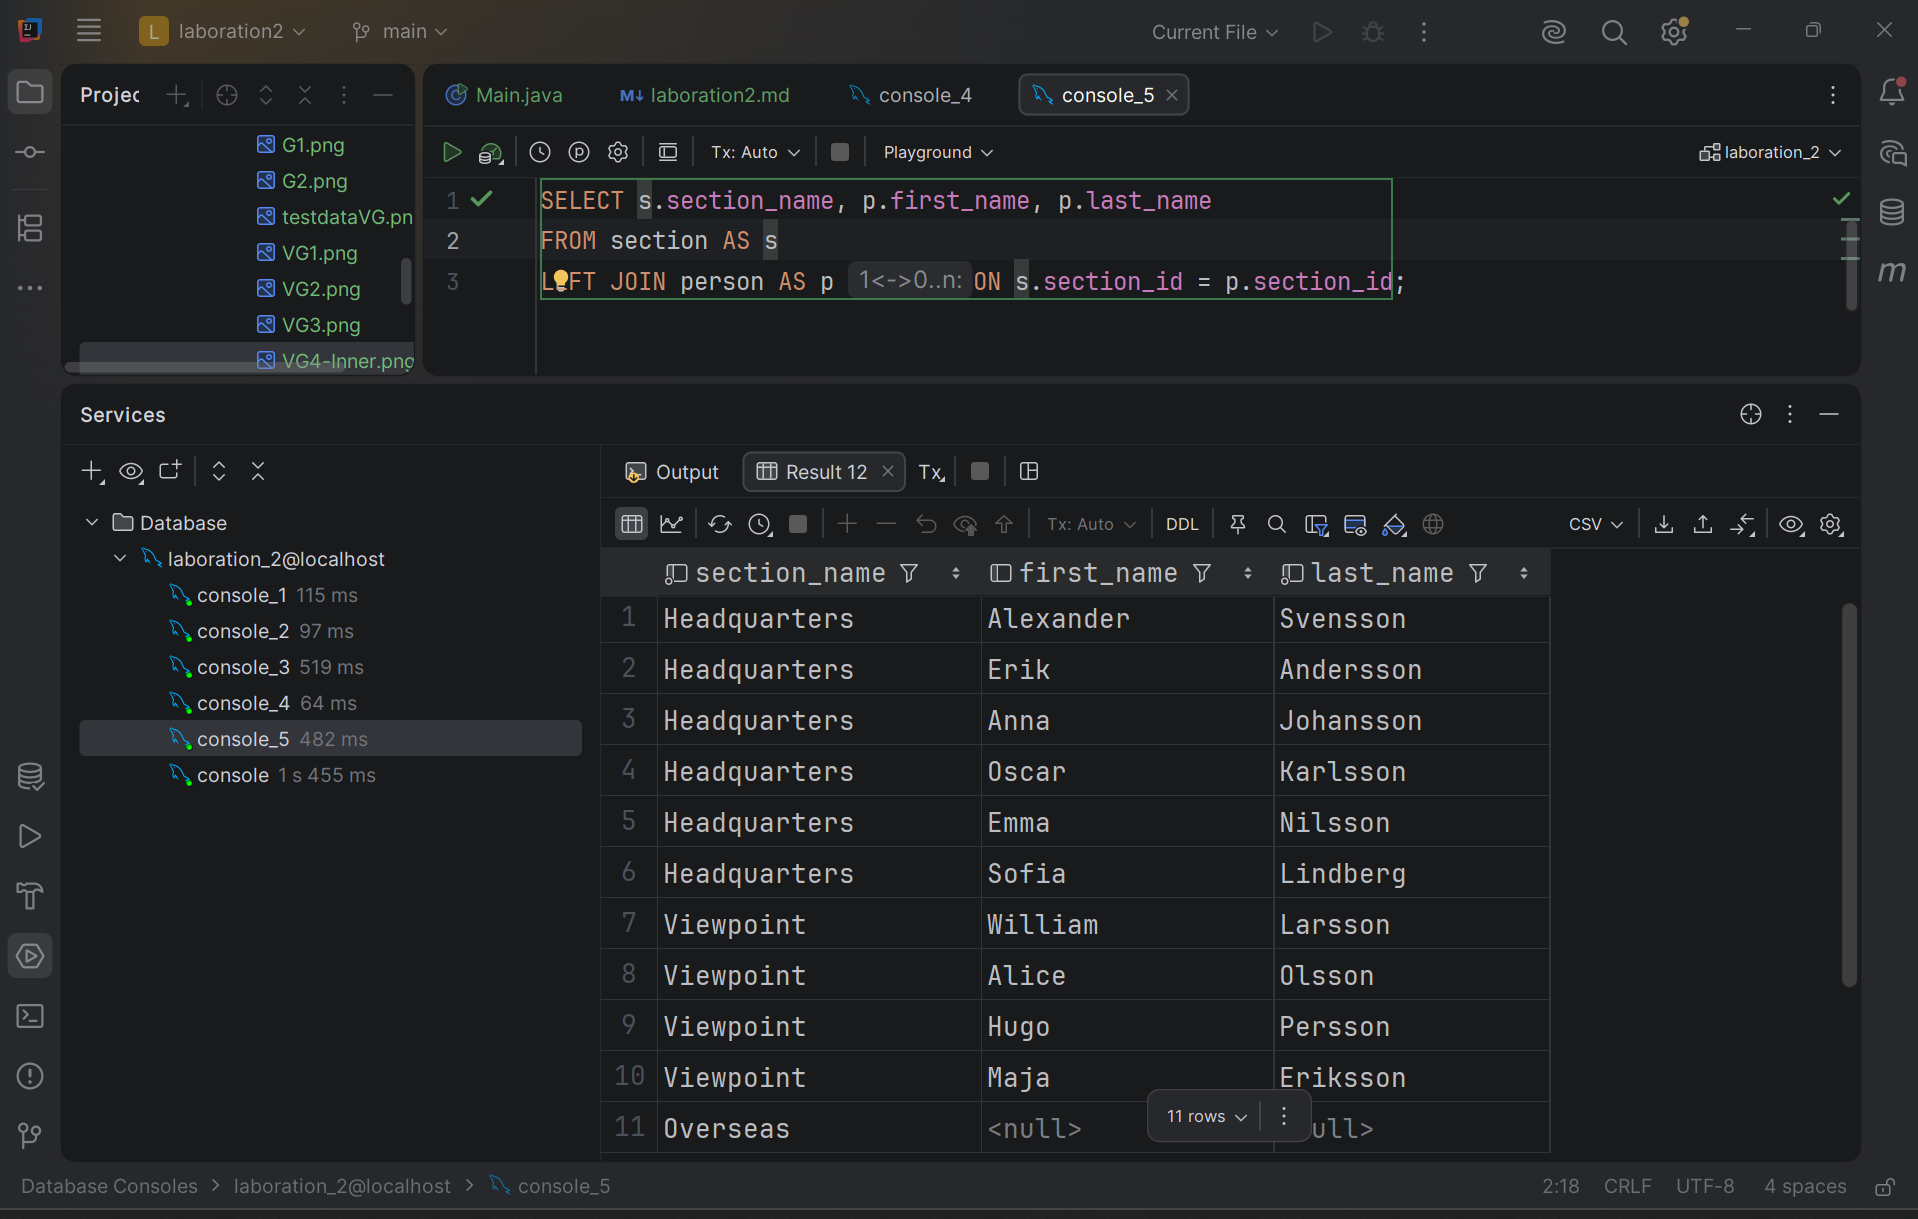 L laboration2 main Current File
Projec
Main.java M↓ laboration2.md console_4 console_5
G1.png
G2.png
testdataVG.pn
VG1.png
VG2.png
VG3.png
VG4-Inner.png
Tx: Auto Playground laboration_2
1 SELECT s.section_name, p.first_name, p.last_name
2 FROM section AS s
3 LEFT JOIN person AS p 1<->0..n: ON s.section_id = p.section_id;
m
Services
Database
laboration_2@localhost
console_1 115 ms
console_2 97 ms
console_3 519 ms
console_4 64 ms
console_5 482 ms
console 1 s 455 ms
Output Result 12 Tx
Tx: Auto DDL CSV
section_name first_name last_name
1 Headquarters Alexander Svensson
2 Headquarters Erik Andersson
3 Headquarters Anna Johansson
4 Headquarters Oscar Karlsson
5 Headquarters Emma Nilsson
6 Headquarters Sofia Lindberg
7 Viewpoint William Larsson
8 Viewpoint Alice Olsson
9 Viewpoint Hugo Persson
10 Viewpoint Maja Eriksson
11 Overseas <null> ull>
11 rows
Database Consoles > laboration_2@localhost > console_5 2:18 CRLF UTF-8 4 spaces